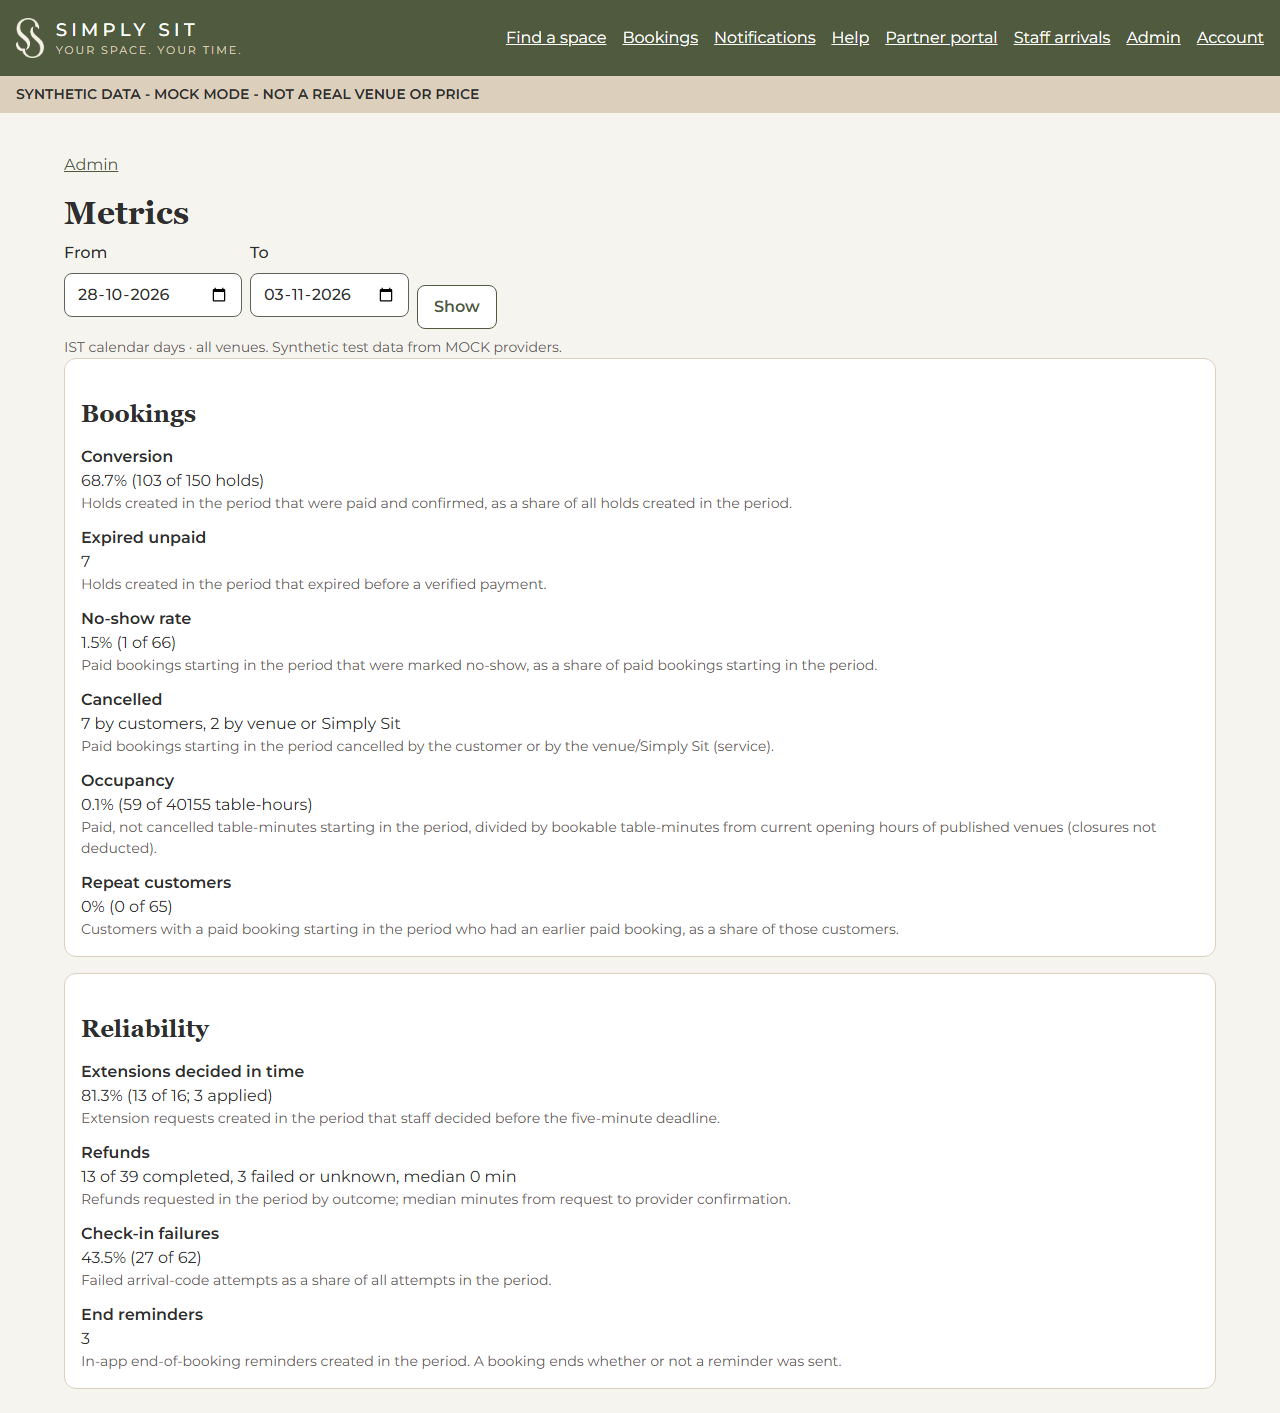 SIMPLY SIT
YOUR SPACE. YOUR TIME.
Find a space Bookings Notifications Help Partner portal Staff arrivals Admin Account
SYNTHETIC DATA - MOCK MODE - NOT A REAL VENUE OR PRICE
Admin
Metrics
From To
28-10-2026 03-11-2026 Show
IST calendar days · all venues. Synthetic test data from MOCK providers.
Bookings
Conversion
68.7% (103 of 150 holds)
Holds created in the period that were paid and confirmed, as a share of all holds created in the period.
Expired unpaid
7
Holds created in the period that expired before a verified payment.
No-show rate
1.5% (1 of 66)
Paid bookings starting in the period that were marked no-show, as a share of paid bookings starting in the period.
Cancelled
7 by customers, 2 by venue or Simply Sit
Paid bookings starting in the period cancelled by the customer or by the venue/Simply Sit (service).
Occupancy
0.1% (59 of 40155 table-hours)
Paid, not cancelled table-minutes starting in the period, divided by bookable table-minutes from current opening hours of published venues (closures not
deducted).
Repeat customers
0% (0 of 65)
Customers with a paid booking starting in the period who had an earlier paid booking, as a share of those customers.
Reliability
Extensions decided in time
81.3% (13 of 16; 3 applied)
Extension requests created in the period that staff decided before the five-minute deadline.
Refunds
13 of 39 completed, 3 failed or unknown, median 0 min
Refunds requested in the period by outcome; median minutes from request to provider confirmation.
Check-in failures
43.5% (27 of 62)
Failed arrival-code attempts as a share of all attempts in the period.
End reminders
3
In-app end-of-booking reminders created in the period. A booking ends whether or not a reminder was sent.